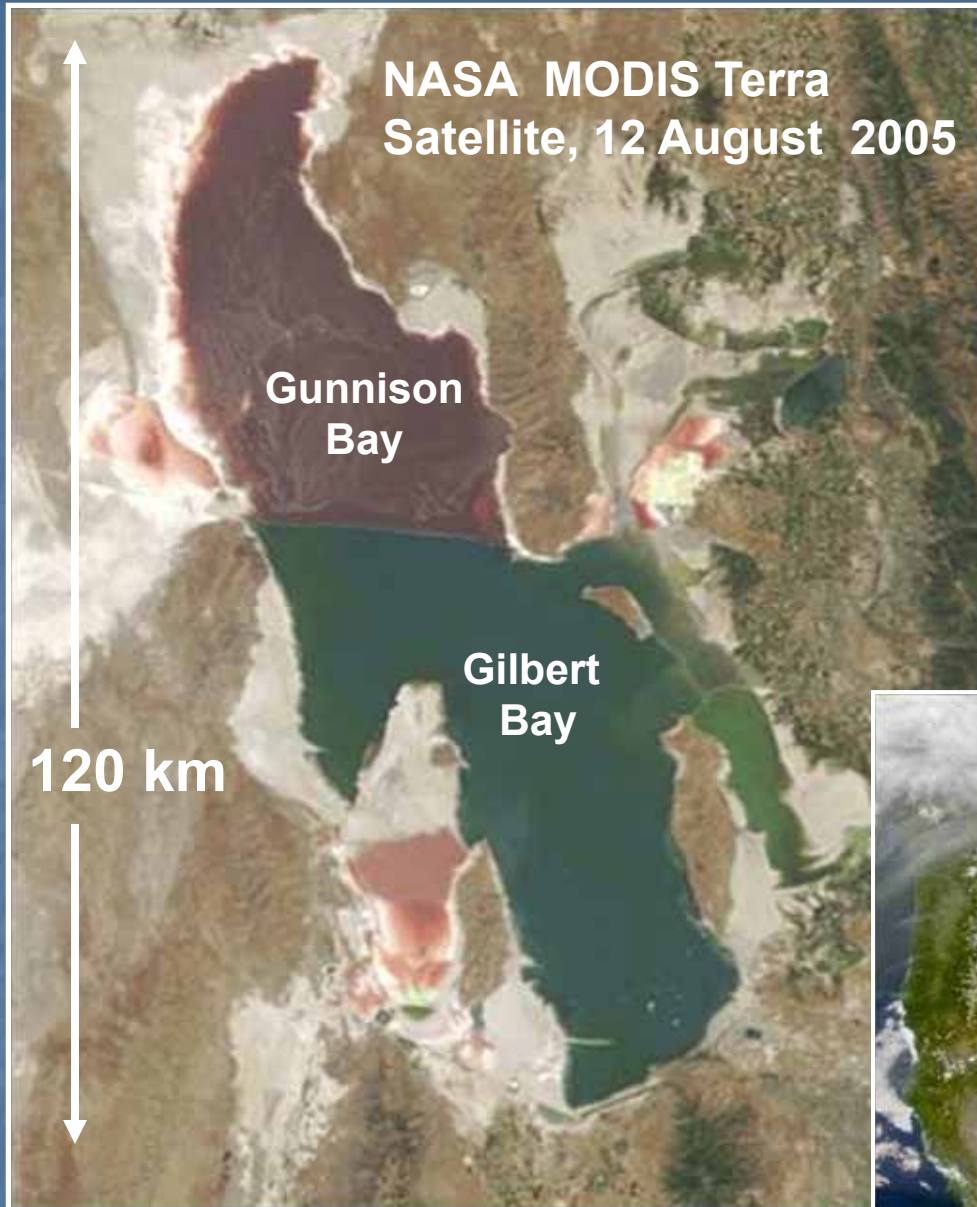 NASA MODIS Terra
Satellite, 12 August 2005
Gunnison
Bay
Gilbert
Bay
120 km